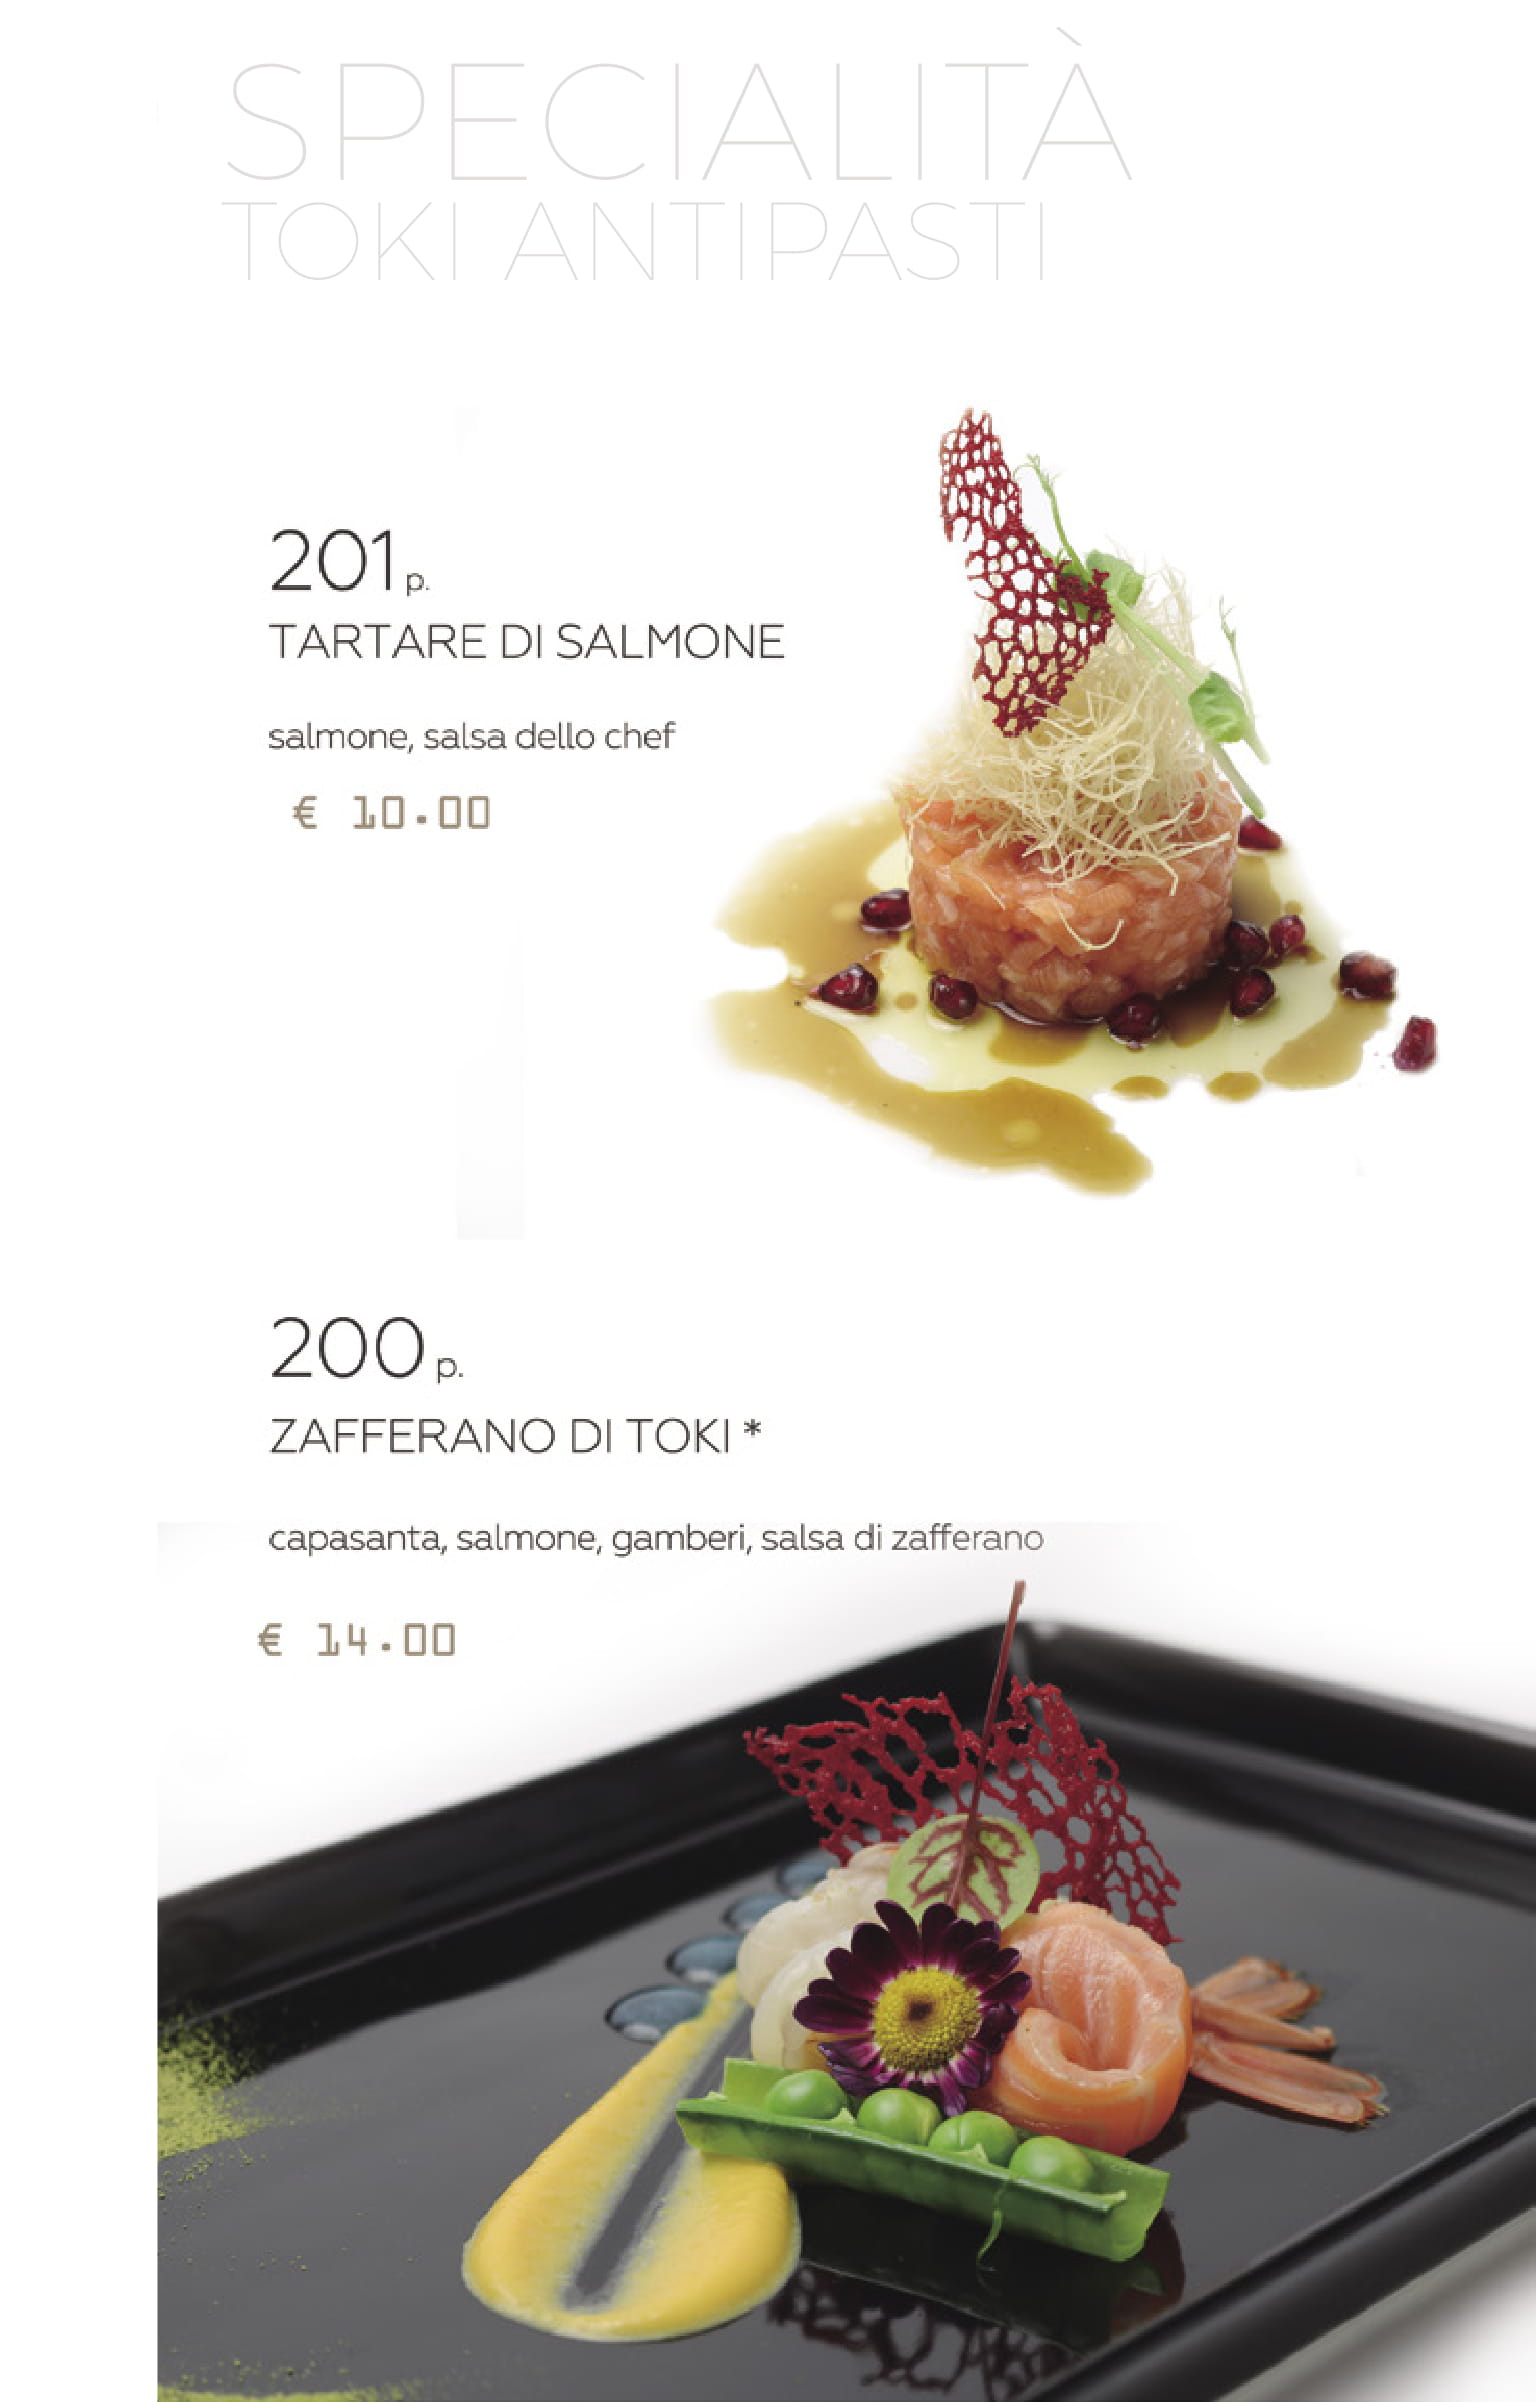 SPECIALITÀ
TOKI ANTIPASTI
201 p.
TARTARE DI SALMONE
salmone, salsa dello chef
€ 10.00
200 p.
ZAFFERANO DI TOKI *
capasanta, salmone, gamberi, salsa di zafferano
€ 14.00